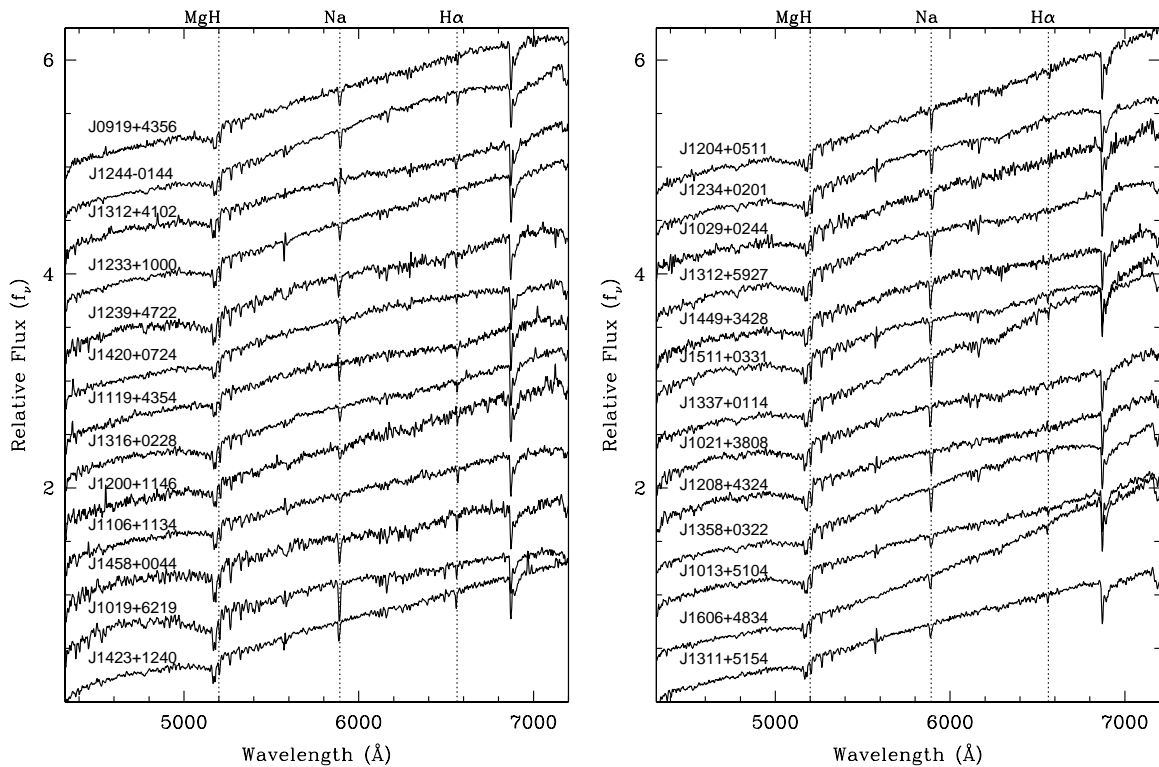 MgH Na Hα
6
4
2
J0919+4356
J1244-0144
J1312+4102
J1233+1000
J1239+4722
J1420+0724
J1119+4354
J1316+0228
J1200+1146
J1106+1134
J1458+0044
J1019+6219
J1423+1240
5000 6000 7000
Wavelength (Å)
Relative Flux (fν)
MgH Na Hα
6
4
2
J1204+0511
J1234+0201
J1029+0244
J1312+5927
J1449+3428
J1511+0331
J1337+0114
J1021+3808
J1208+4324
J1358+0322
J1013+5104
J1606+4834
J1311+5154
5000 6000 7000
Wavelength (Å)
Relative Flux (fν)